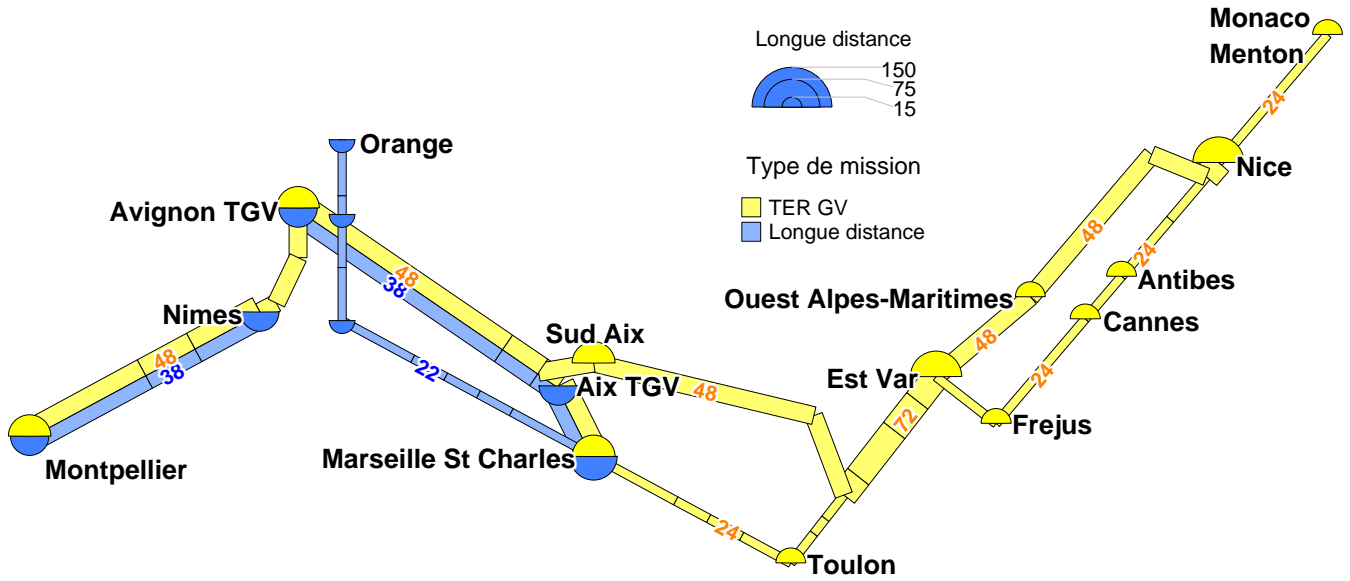 Monaco
Menton
24
Nice
Longue distance
150
75
15
Type de mission
TER GV
Longue distance
Orange
Avignon TGV
48
38
Nimes
48
38
22
Sud Aix
Aix TGV
48
Marseille St Charles
Montpellier
24
Toulon
72
Est Var
48
Ouest Alpes-Maritimes
48
24
Antibes
Cannes
24
Frejus